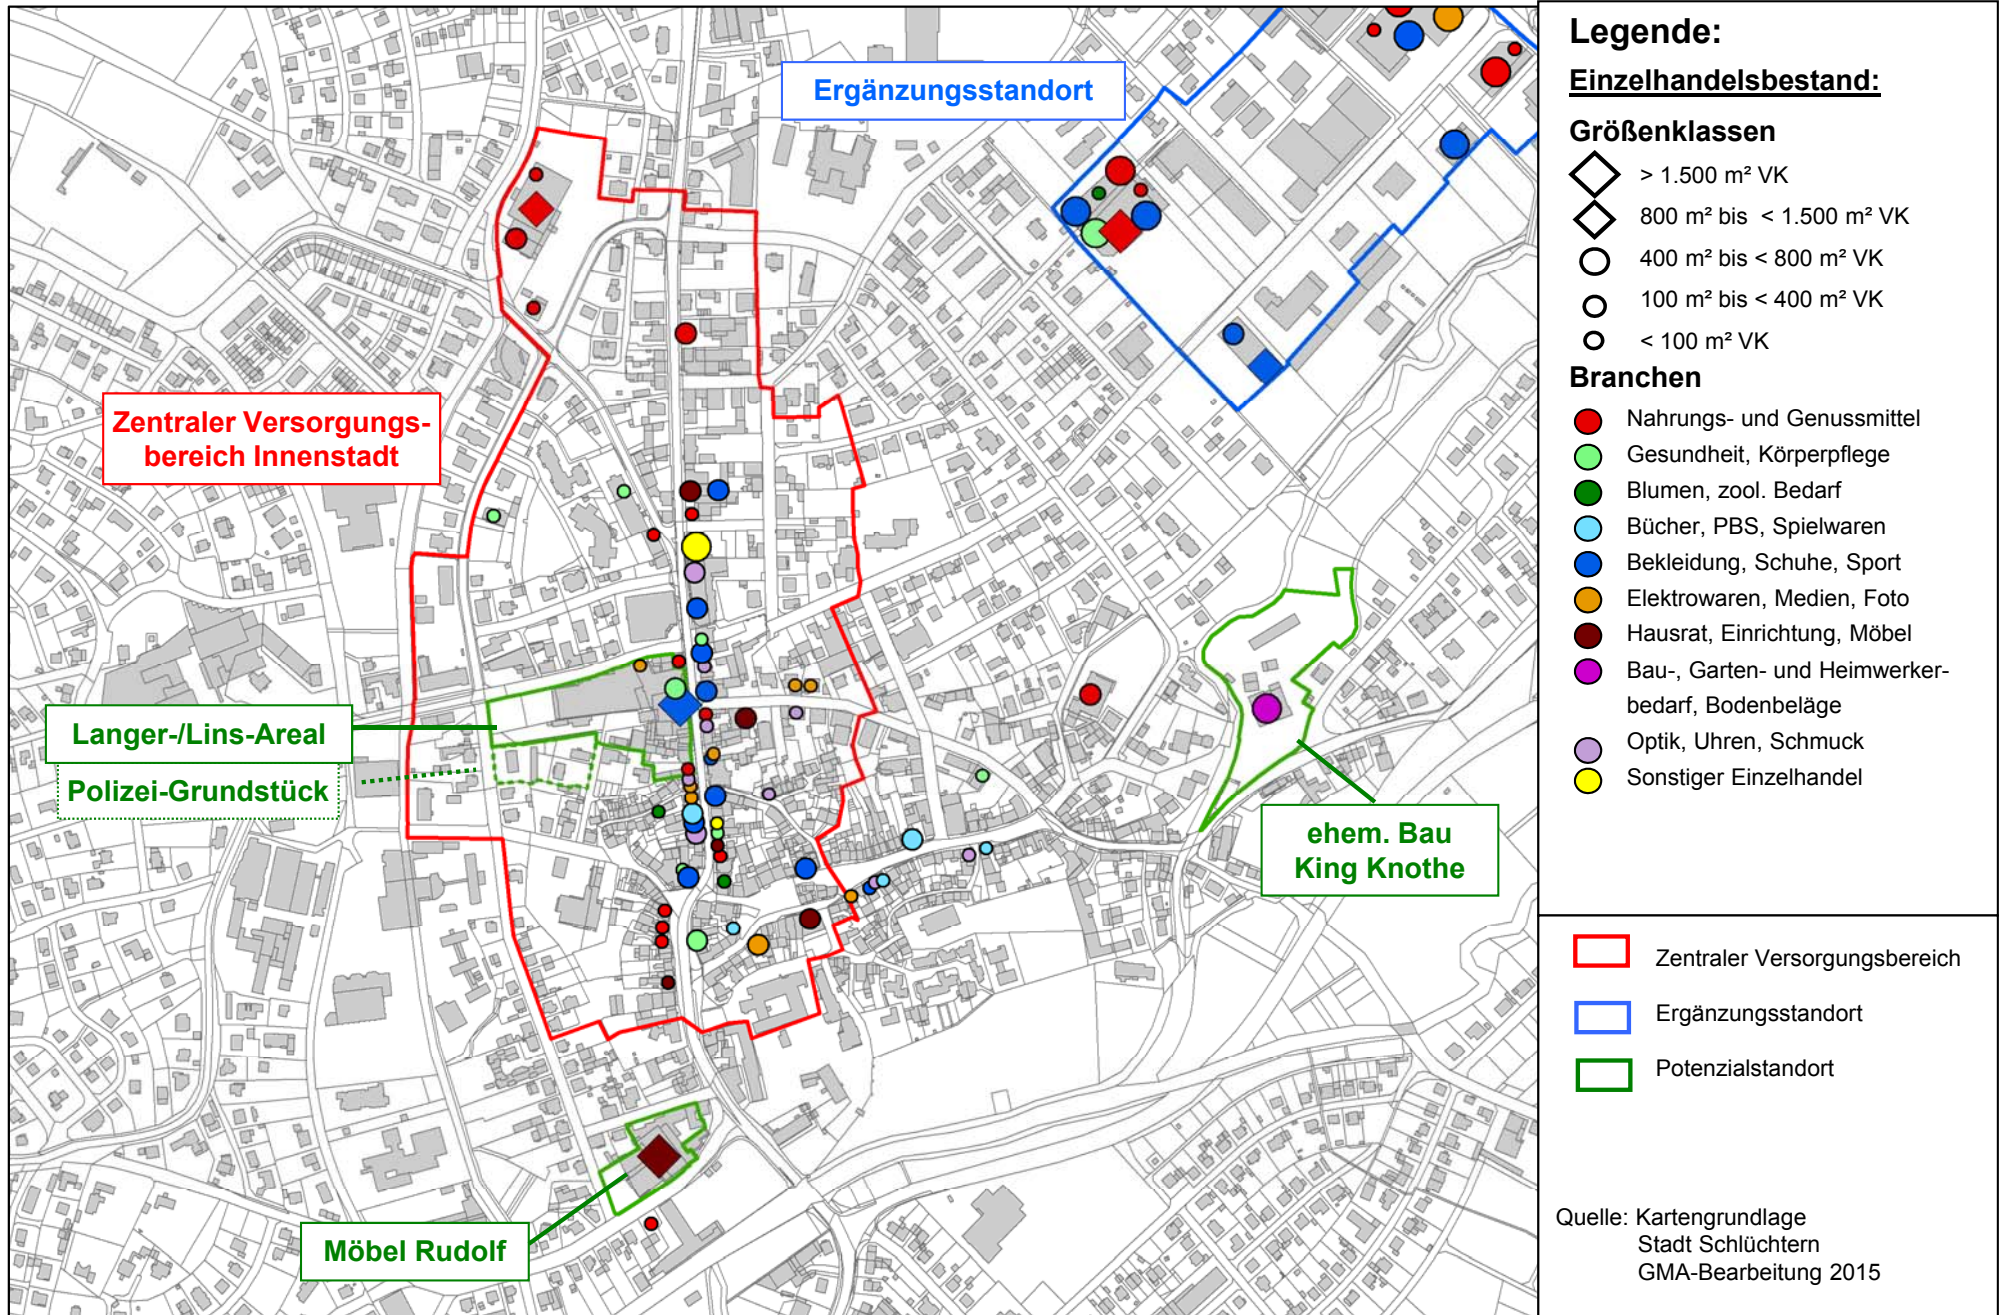 Ergänzungsstandort
Zentraler Versorgungs-
bereich Innenstadt
Langer-/Lins-Areal
Polizei-Grundstück
ehem. Bau
King Knothe
Möbel Rudolf
Legende:
Einzelhandelsbestand:
Größenklassen
> 1.500 m² VK
800 m² bis < 1.500 m² VK
400 m² bis < 800 m² VK
100 m² bis < 400 m² VK
< 100 m² VK
Branchen
Nahrungs- und Genussmittel
Gesundheit, Körperpflege
Blumen, zool. Bedarf
Bücher, PBS, Spielwaren
Bekleidung, Schuhe, Sport
Elektrowaren, Medien, Foto
Hausrat, Einrichtung, Möbel
Bau-, Garten- und Heimwerker-
bedarf, Bodenbeläge
Optik, Uhren, Schmuck
Sonstiger Einzelhandel
Zentraler Versorgungsbereich
Ergänzungsstandort
Potenzialstandort
Quelle: Kartengrundlage
Stadt Schlüchtern
GMA-Bearbeitung 2015